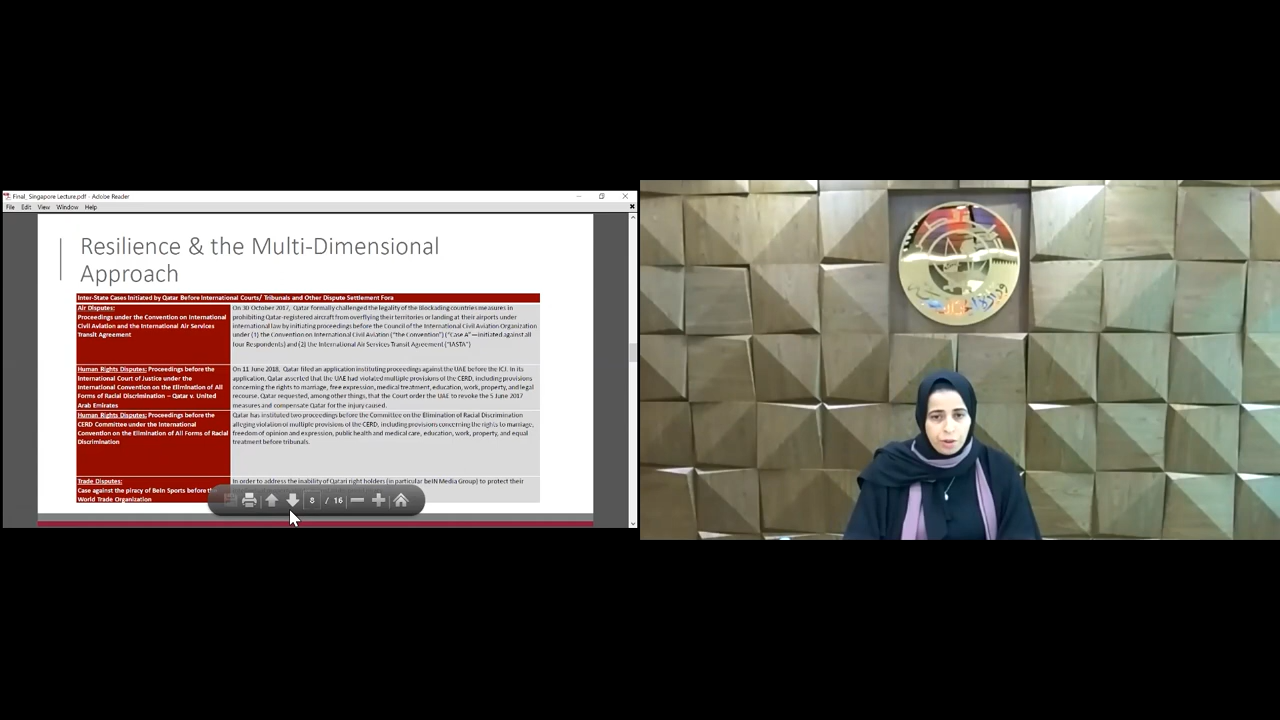 Final_Singapore Lecture.pdf - Adobe Reader
File Edit View Window Help
Resilience & the Multi-Dimensional
Approach
Inter-State Cases Initiated by Qatar Before International Courts/ Tribunals and Other Dispute Settlement Fora
Air Disputes:
Proceedings under the Convention on International
Civil Aviation and the International Air Services
Transit Agreement
On 30 October 2017, Qatar formally challenged the legality of the Blockading countries measures in
prohibiting Qatar-registered aircraft from overflying their territories or landing at their airports under
international law by initiating proceedings before the Council of the International Civil Aviation Organization
under (1) the Convention on International Civil Aviation ("the Convention") ("Case A"—initiated against all
four Respondents) and (2) the International Air Services Transit Agreement ("IASTA")
Human Rights Disputes: Proceedings before the
International Court of Justice under the
International Convention on the Elimination of All
Forms of Racial Discrimination – Qatar v. United
Arab Emirates
On 11 June 2018, Qatar filed an application instituting proceedings against the UAE before the ICJ. In its
application, Qatar asserted that the UAE had violated multiple provisions of the CERD, including provisions
concerning the rights to marriage, free expression, medical treatment, education, work, property, and legal
recourse. Qatar requested, among other things, that the Court order the UAE to revoke the 5 June 2017
measures and compensate Qatar for the injury caused.
Human Rights Disputes: Proceedings before the
CERD Committee under the International
Convention on the Elimination of All Forms of Racial
Discrimination
Qatar has instituted two proceedings before the Committee on the Elimination of Racial Discrimination
alleging violation of multiple provisions of the CERD, including provisions concerning the rights to marriage,
freedom of opinion and expression, public health and medical care, education, work, property, and equal
treatment before tribunals.
Trade Disputes:
Case against the piracy of BeIn Sports before
World Trade Organization
In order to address the inability of Qatari right holders (in particular beIN Media Group) to protect their
8 / 16